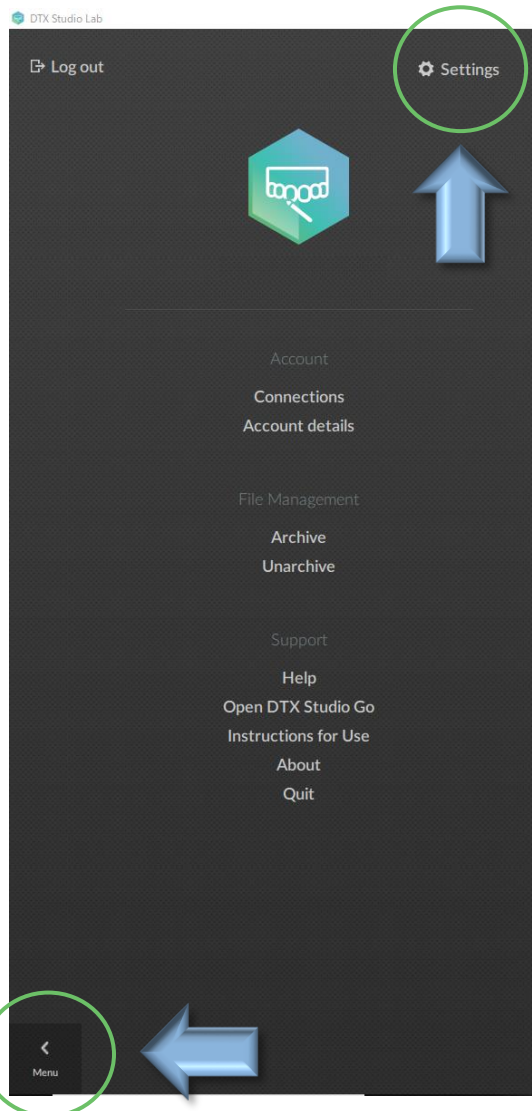 DTX Studio Lab
Log out
Settings
Account
Connections
Account details
File Management
Archive
Unarchive
Support
Help
Open DTX Studio Go
Instructions for Use
About
Quit
Menu